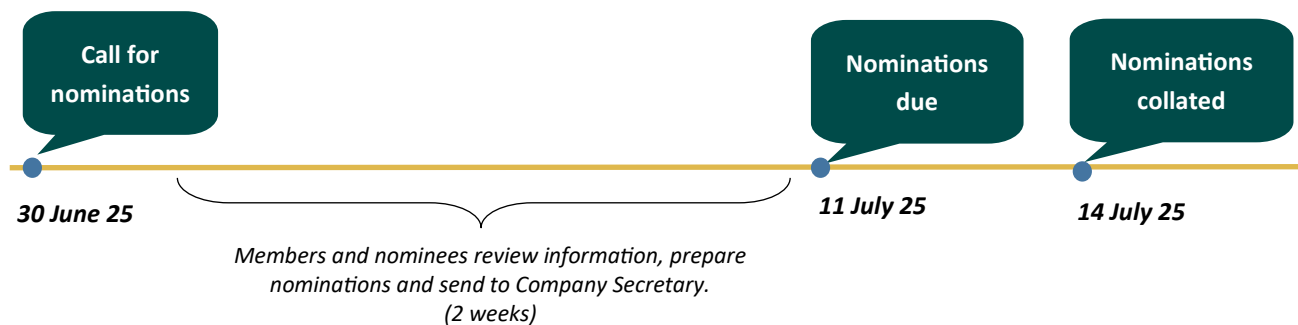 Call for
nominations
Nominations
due
Nominations
collated
30 June 25
11 July 25
14 July 25
Members and nominees review information, prepare
nominations and send to Company Secretary.
(2 weeks)